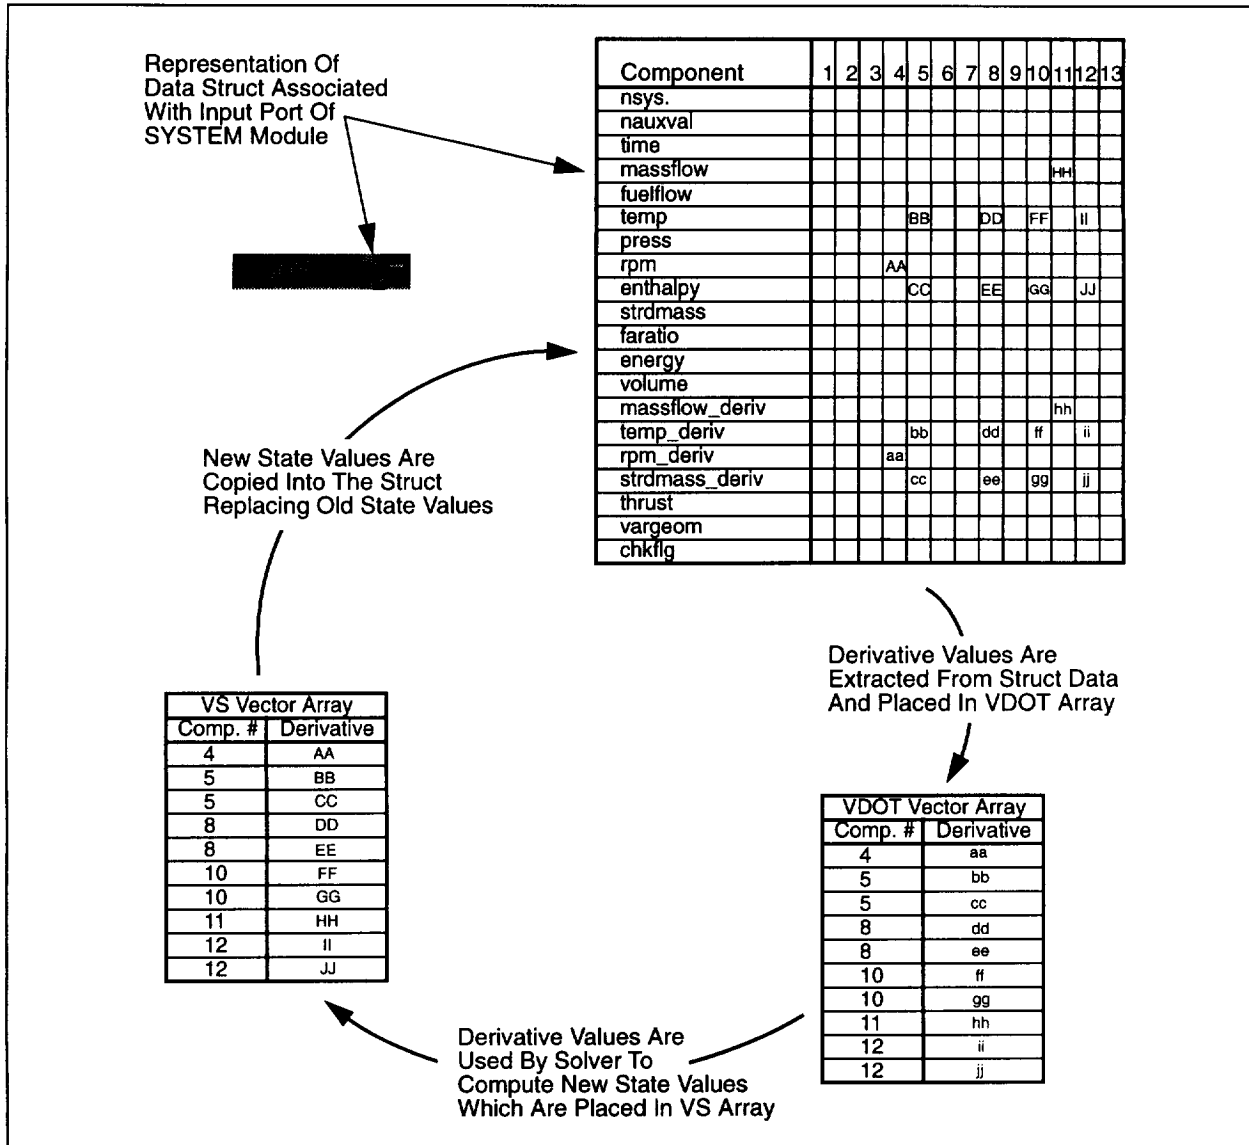 Representation Of
Data Struct Associated
With Input Port Of
SYSTEM Module
Component 1 2 3 4 5 6 7 8 9 10 11 12 13
nsys.
nauxval
time
massflow HH
fuelflow
temp BB DD FF II
press
rpm AA
enthalpy CC EE GG JJ
strdmass
faratio
energy
volume
massflow_deriv hh
temp_deriv bb dd ff ii
rpm_deriv aa
strdmass_deriv cc ee gg jj
thrust
vargeom
chkflg
New State Values Are
Copied Into The Struct
Replacing Old State Values
Derivative Values Are
Extracted From Struct Data
And Placed In VDOT Array
VS Vector Array
Comp. # Derivative
4 AA
5 BB
5 CC
8 DD
8 EE
10 FF
10 GG
11 HH
12 II
12 JJ
VDOT Vector Array
Comp. # Derivative
4 aa
5 bb
5 cc
8 dd
8 ee
10 ff
10 gg
11 hh
12 ii
12 jj
Derivative Values Are
Used By Solver To
Compute New State Values
Which Are Placed In VS Array